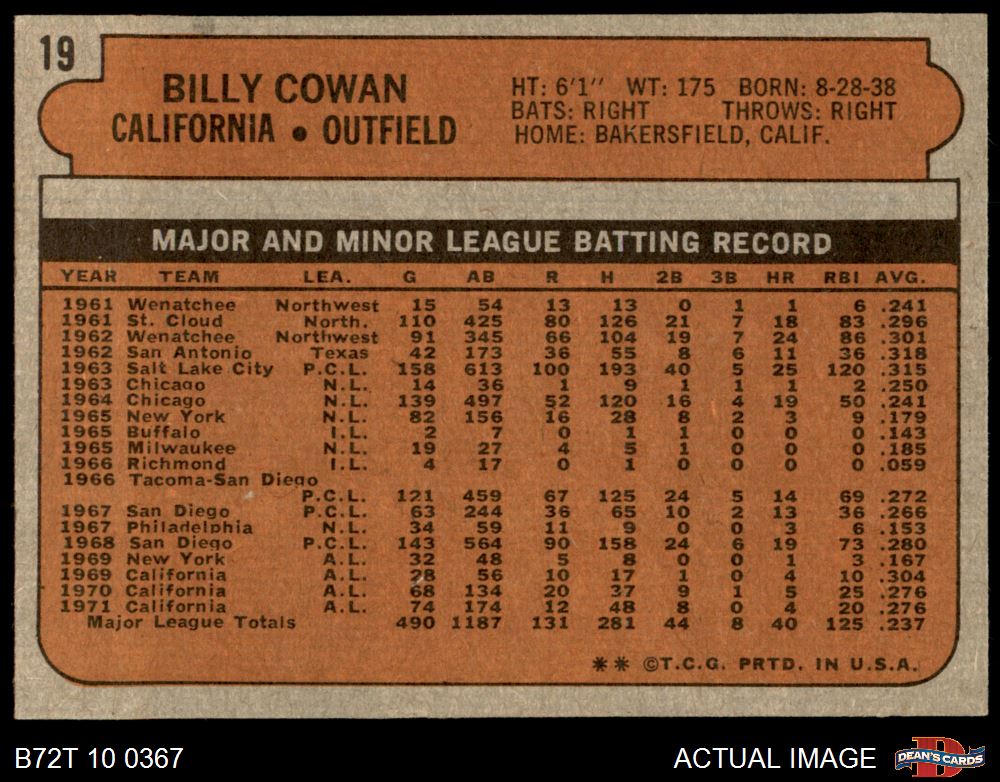 19
BILLY COWAN
CALIFORNIA • OUTFIELD
HT: 6'1" WT: 175 BORN: 8-28-38
BATS: RIGHT THROWS: RIGHT
HOME: BAKERSFIELD, CALIF.
MAJOR AND MINOR LEAGUE BATTING RECORD
YEAR TEAM LEA. G AB R H 2B 3B HR RBI AVG.
1961 Wenatchee Northwest 15 54 13 13 0 1 1 6 .241
1961 St. Cloud North. 110 425 80 126 21 7 18 83 .296
1962 Wenatchee Northwest 91 345 66 104 19 7 24 86 .301
1962 San Antonio Texas 42 173 36 55 8 6 11 36 .318
1963 Salt Lake City P.C.L. 158 613 100 193 40 5 25 120 .315
1963 Chicago N.L. 14 36 1 9 1 1 1 2 .250
1964 Chicago N.L. 139 497 52 120 16 4 19 50 .241
1965 New York N.L. 82 156 16 28 8 2 3 9 .179
1965 Buffalo I.L. 2 7 0 1 1 0 0 0 .143
1965 Milwaukee N.L. 19 27 4 5 1 0 0 0 .185
1966 Richmond I.L. 4 17 0 1 0 0 0 0 .059
1966 Tacoma-San Diego
P.C.L. 121 459 67 125 24 5 14 69 .272
1967 San Diego P.C.L. 63 244 36 65 10 2 13 36 .266
1967 Philadelphia N.L. 34 59 11 9 0 0 3 6 .153
1968 San Diego P.C.L. 143 564 90 158 24 6 19 73 .280
1969 New York A.L. 32 48 5 8 0 0 1 3 .167
1969 California A.L. 28 56 10 17 1 0 4 10 .304
1970 California A.L. 68 134 20 37 9 1 5 25 .276
1971 California A.L. 74 174 12 48 8 0 4 20 .276
Major League Totals 490 1187 131 281 44 8 40 125 .237
** ©T.C.G. PRTD. IN U.S.A.
B72T 10 0367
ACTUAL IMAGE
DEAN'S CARDS